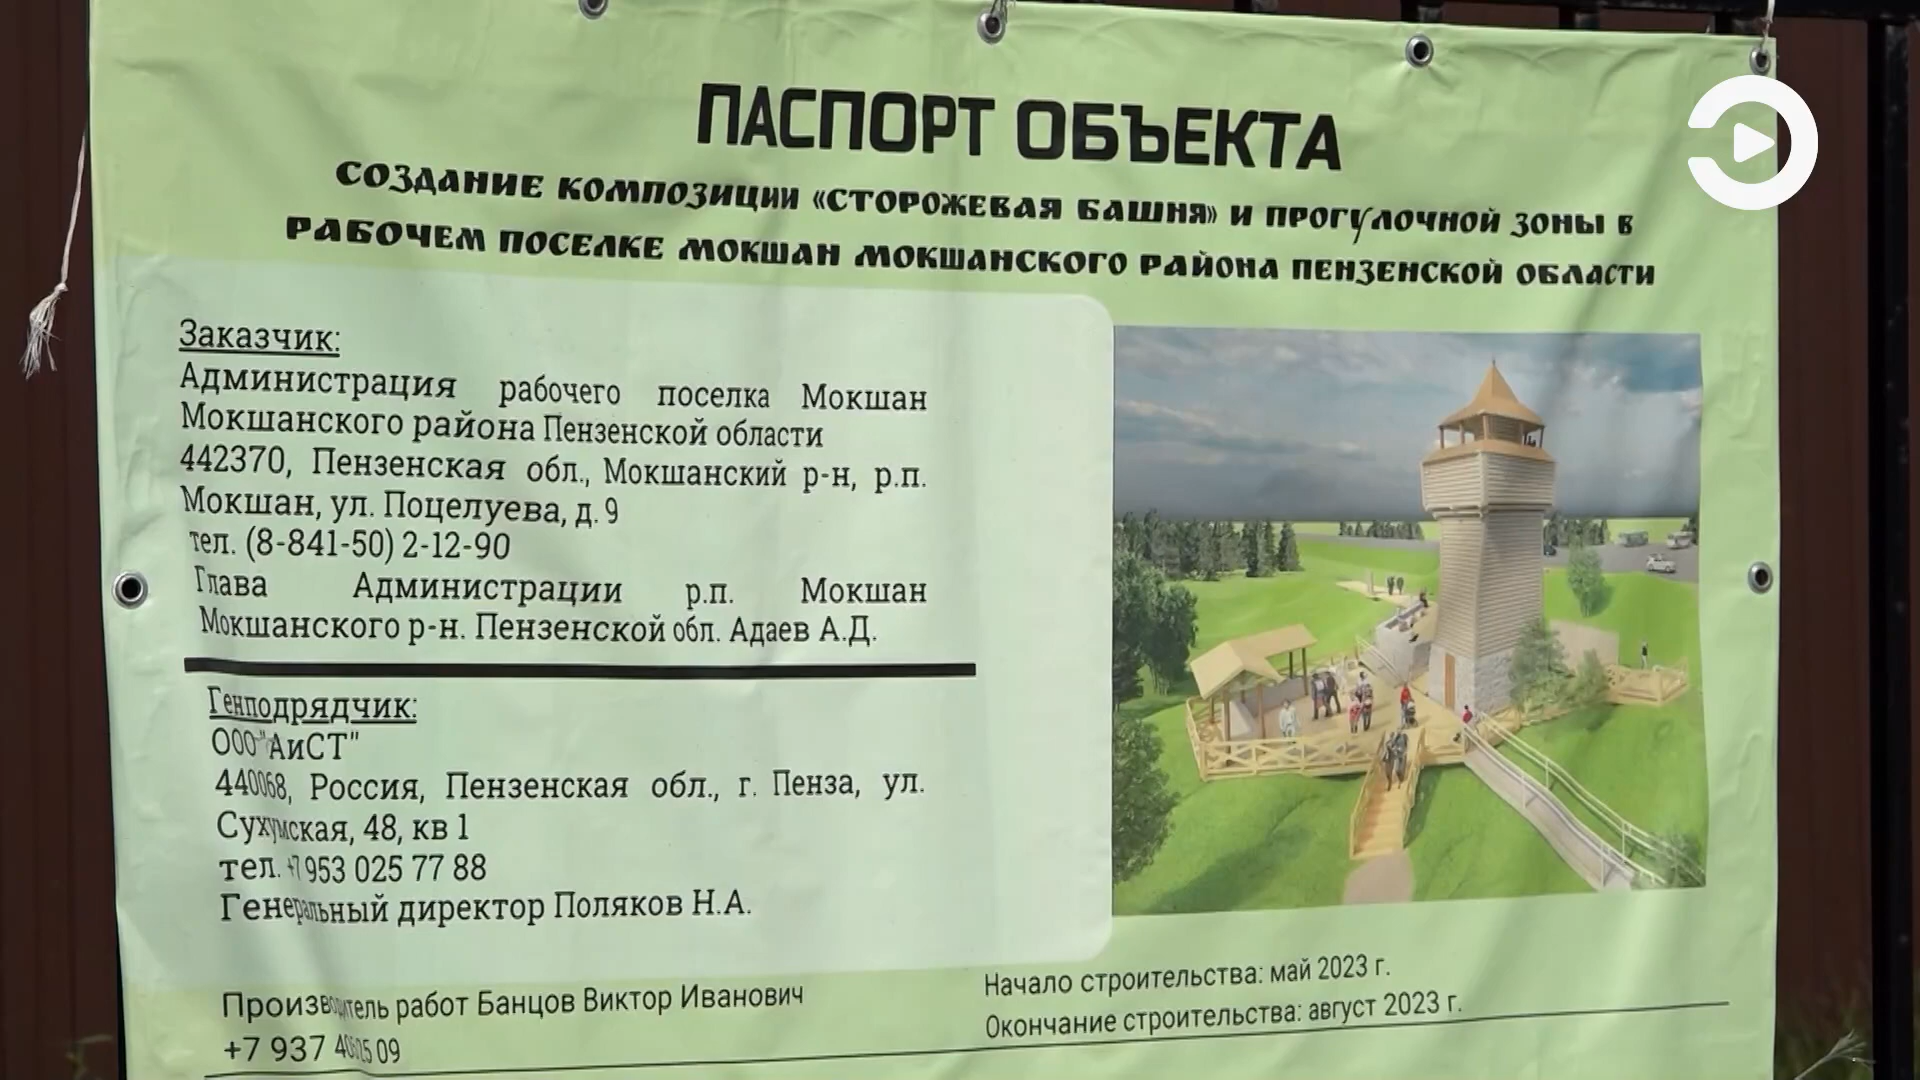 ПАСПОРТ ОБЪЕКТА
СОЗДАНИЕ КОМПОЗИЦИИ «СТОРОЖЕВАЯ БАШНЯ» И ПРОГУЛОЧНОЙ ЗОНЫ В
РАБОЧЕМ ПОСЕЛКЕ МОКШАН МОКШАНСКОГО РАЙОНА ПЕНЗЕНСКОЙ ОБЛАСТИ
Заказчик:
Администрация рабочего поселка Мокшан
Мокшанского района Пензенской области
442370, Пензенская обл., Мокшанский р-н, р.п.
Мокшан, ул. Поцелуева, д. 9
тел. (8-841-50) 2-12-90
Глава Администрации р.п. Мокшан
Мокшанского р-н. Пензенской обл. Адаев А.Д.
Генподрядчик:
ООО "АиСТ"
440068, Россия, Пензенская обл., г. Пенза, ул.
Сухумская, 48, кв 1
тел. +7 953 025 77 88
Генеральный директор Поляков Н.А.
Производитель работ Банцов Виктор Иванович
+7 937 09
Начало строительства: май 2023 г.
Окончание строительства: август 2023 г.